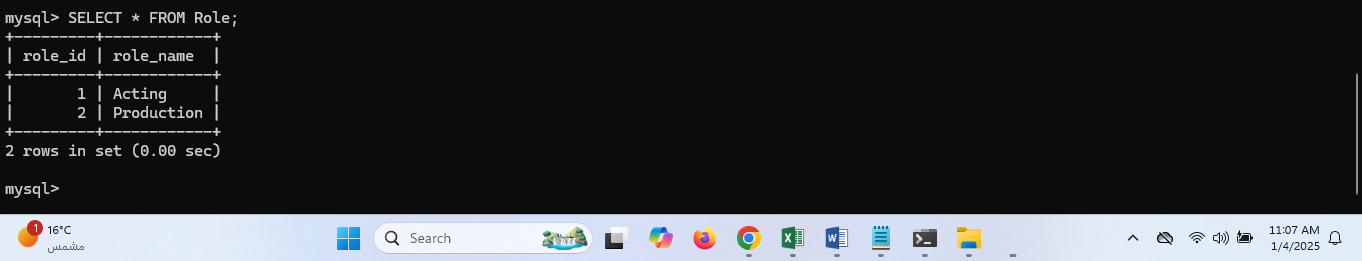 mysql> SELECT * FROM Role;
+---------+------------+
| role_id | role_name  |
+---------+------------+
|       1 | Acting     |
|       2 | Production |
+---------+------------+
2 rows in set (0.00 sec)
mysql>
1
16°C
مشمس
Search
11:07 AM
1/4/2025